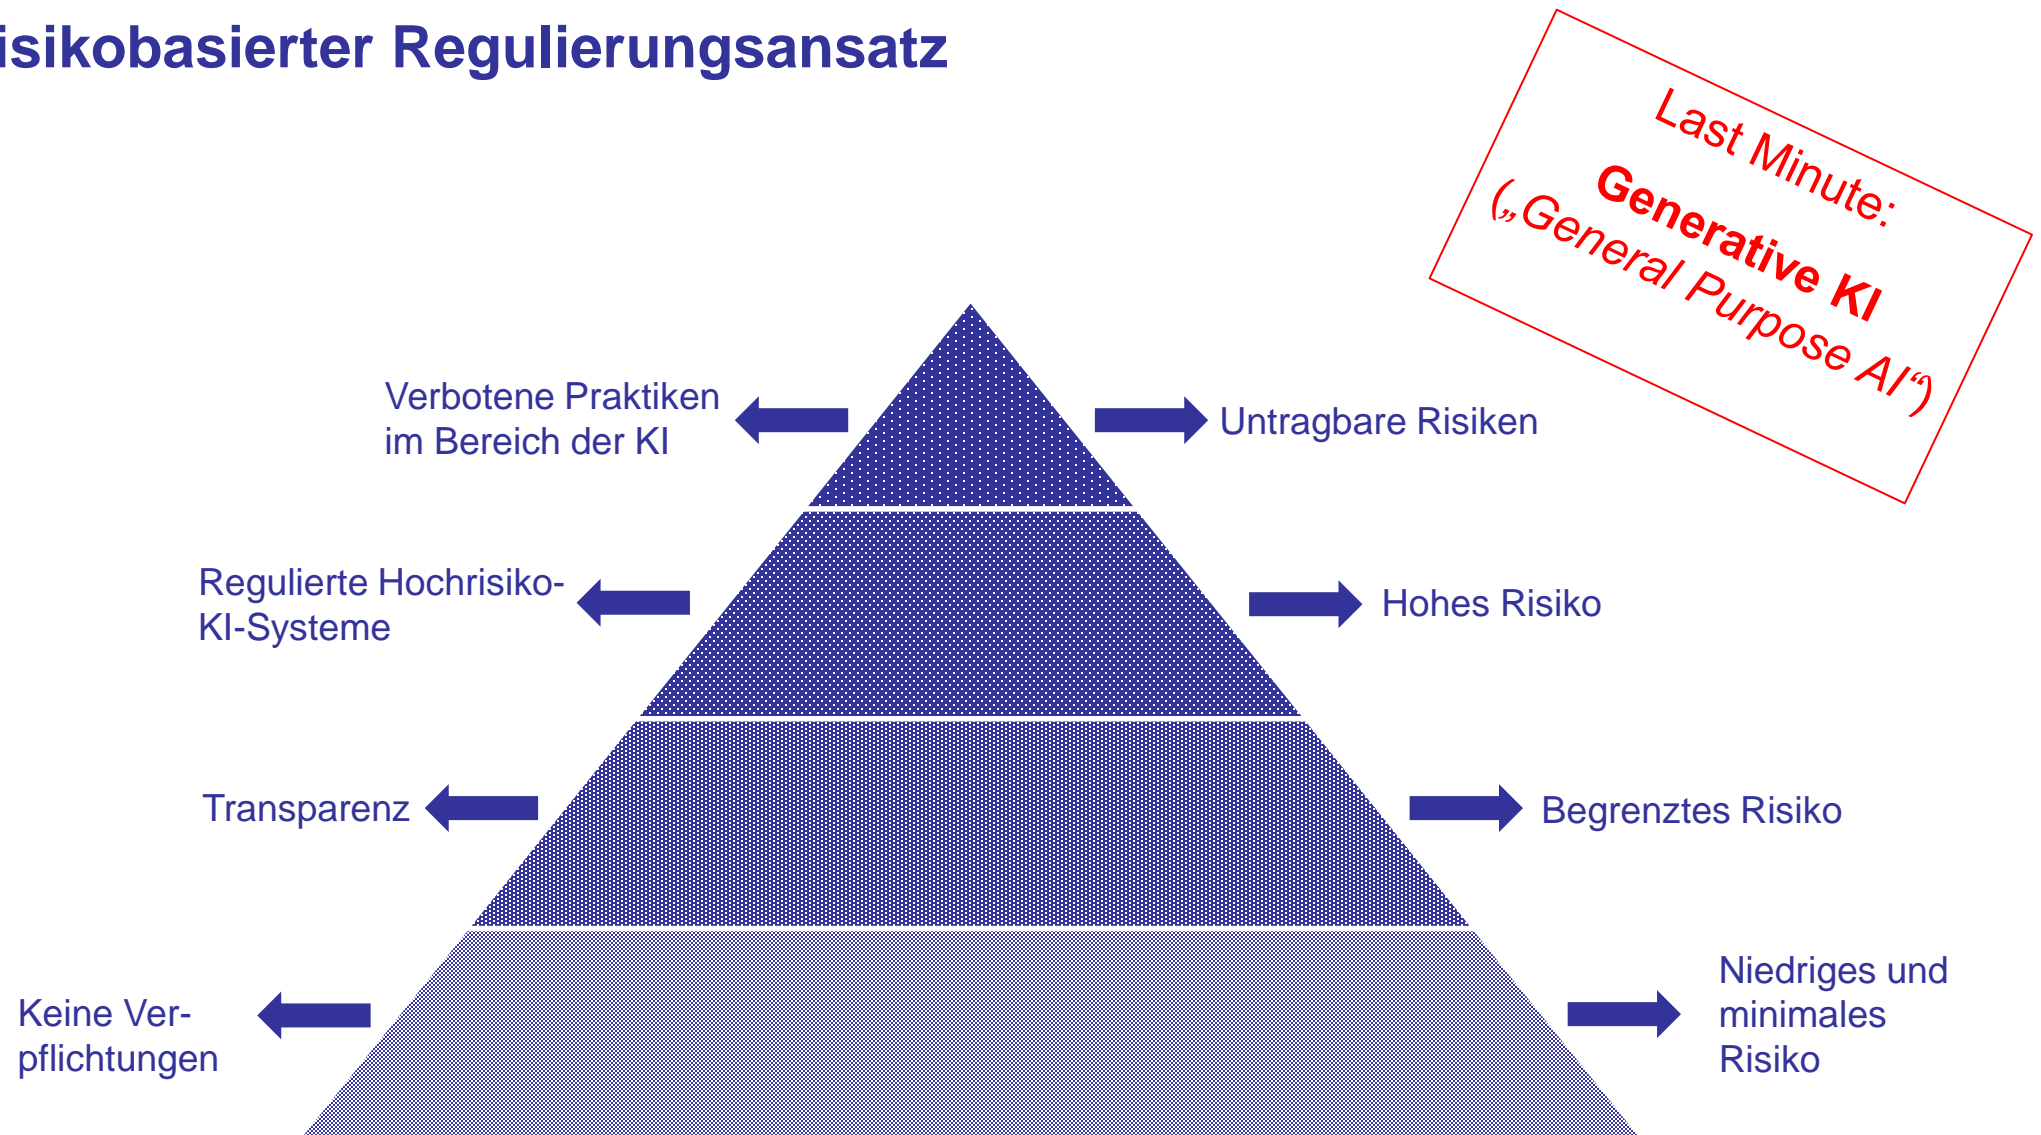 isikobasierter Regulierungsansatz
Last Minute:
Generative KI
(„General Purpose AI“)
Verbotene Praktiken
im Bereich der KI
Untragbare Risiken
Regulierte Hochrisiko-
KI-Systeme
Hohes Risiko
Transparenz
Begrenztes Risiko
Keine Ver-
pflichtungen
Niedriges und
minimales
Risiko